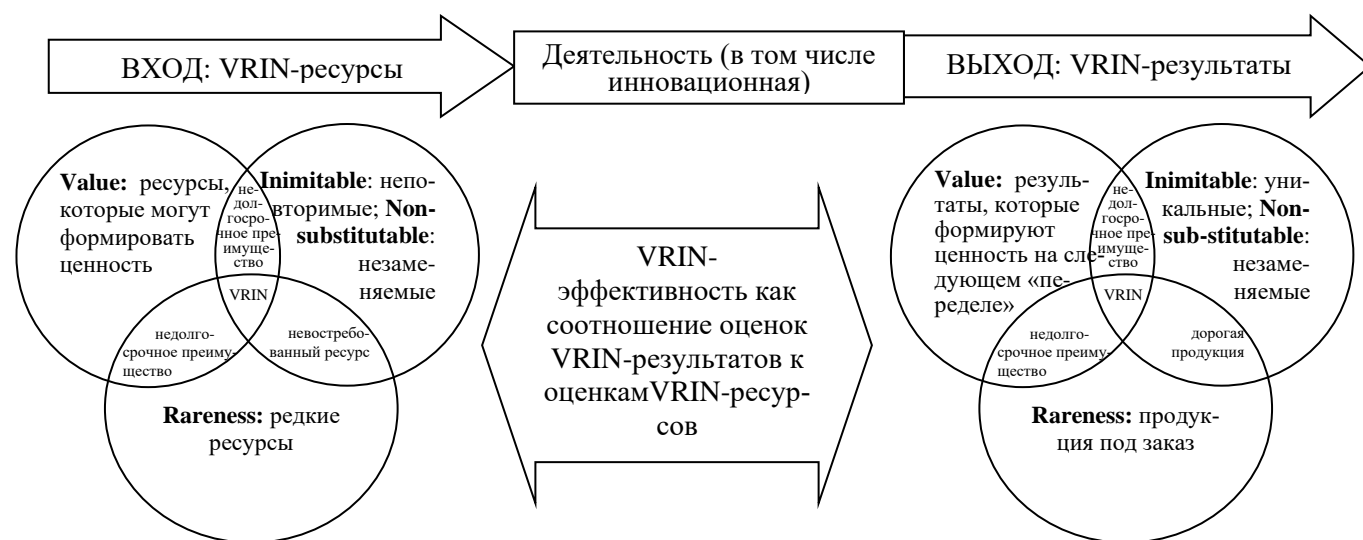 ВХОД: VRIN-ресурсы
Деятельность (в том числе
инновационная)
ВЫХОД: VRIN-результаты
Value: ресурсы,
которые могут
формировать
ценность
не-
дол-
госро-
чное пре-
имуще-
ство
Inimitable: непо-
вторимые; Non-
substitutable:
незаме-
няемые
VRIN
недолго-
срочное преиму-
щество
невостребо-
ванный ресурс
Rareness: редкие
ресурсы
VRIN-
эффективность как
соотношение оценок
VRIN-результатов к
оценкамVRIN-ресур-
сов
Value: резуль-
таты, которые
формируют
ценность на сле-
дующем «пе-
ределе»
не-
дол-
госро-
чное пре-
имуще-
ство
Inimitable: уни-
кальные; Non-
sub-stitutable:
незаме-
няемые
VRIN
недолго-
срочное преиму-
щество
дорогая
продукция
Rareness: продук-
ция под заказ